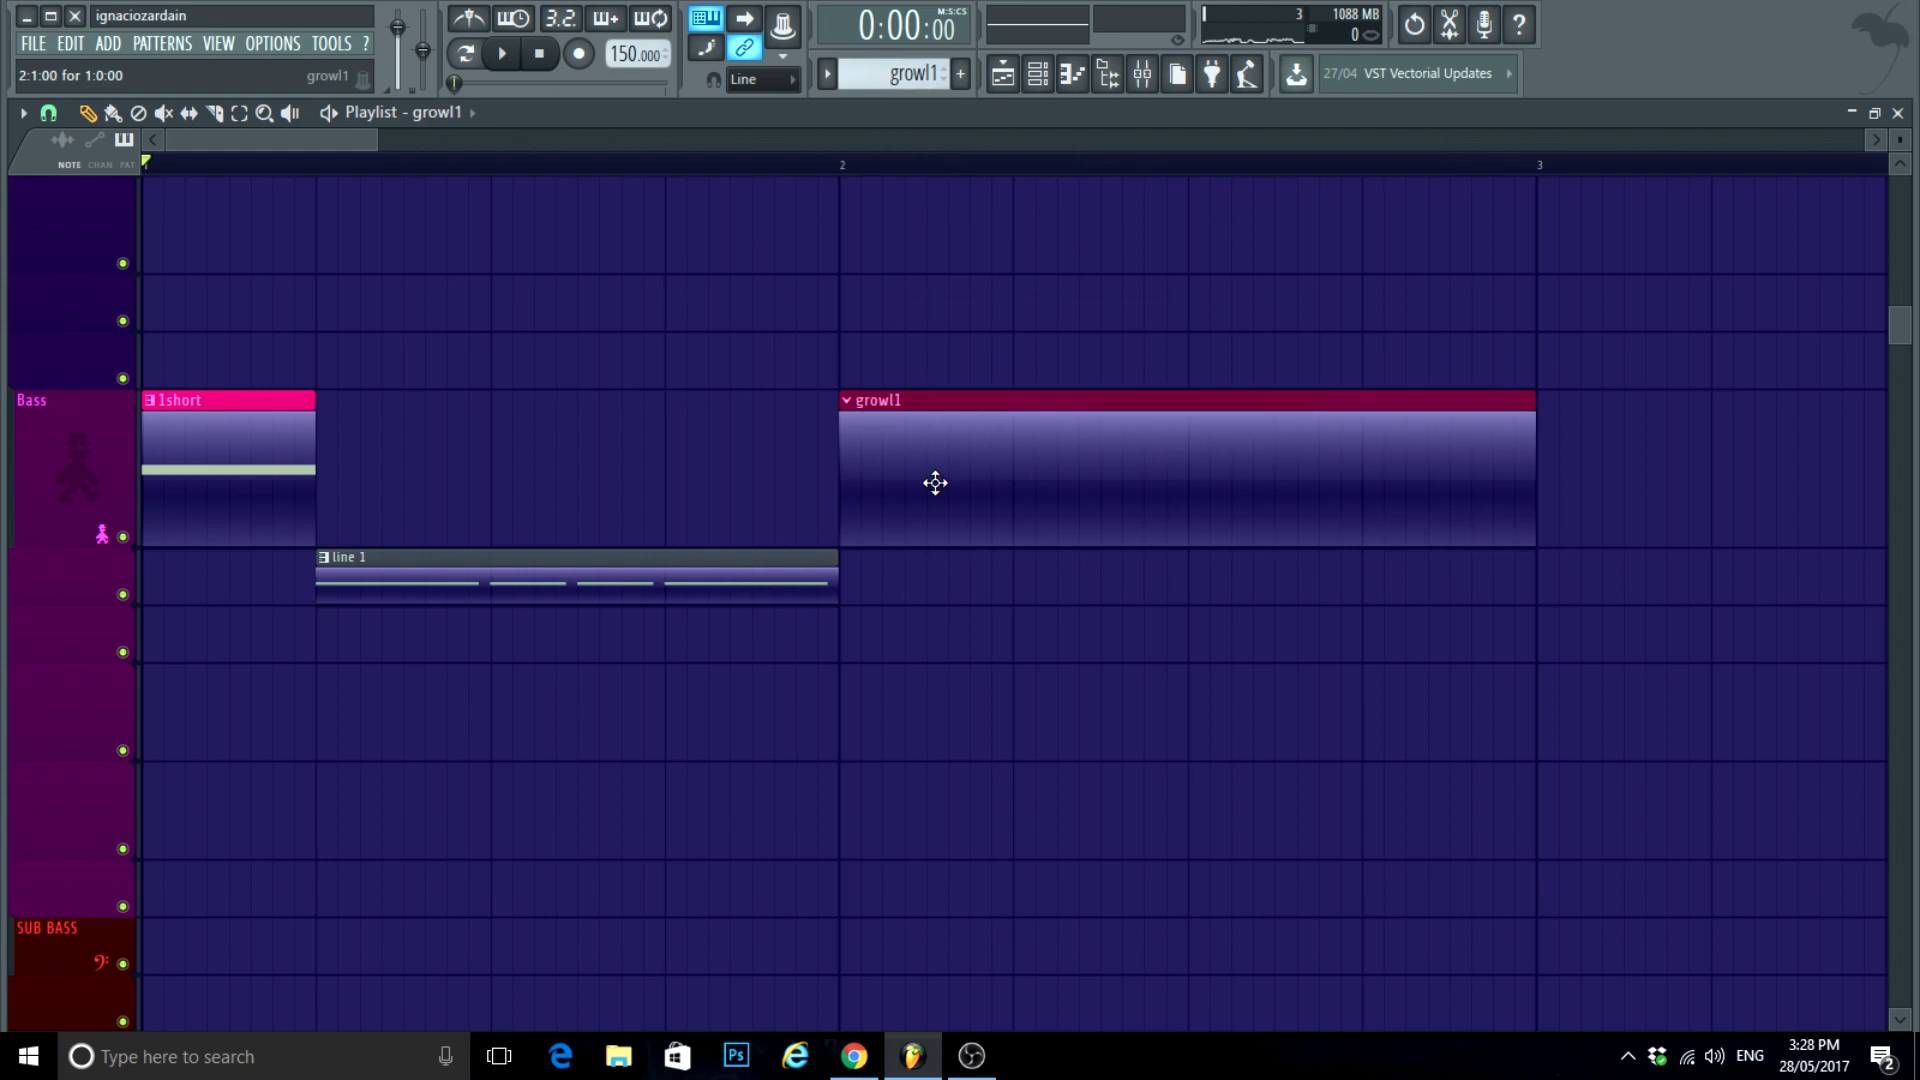 ignaciozardain
FILE EDIT ADD PATTERNS VIEW OPTIONS TOOLS ?
2:1:00 for 1:0:00 growl1
3.2.
150.000
Line
0:00:00
M:S:CS
growl1
3
1088 MB
0
27/04 VST Vectorial Updates
Playlist - growl1
NOTE CHAN PAT
2
3
Bass
1short
growl1
line 1
SUB BASS
Type here to search
Ps
ENG
3:28 PM
28/05/2017
2